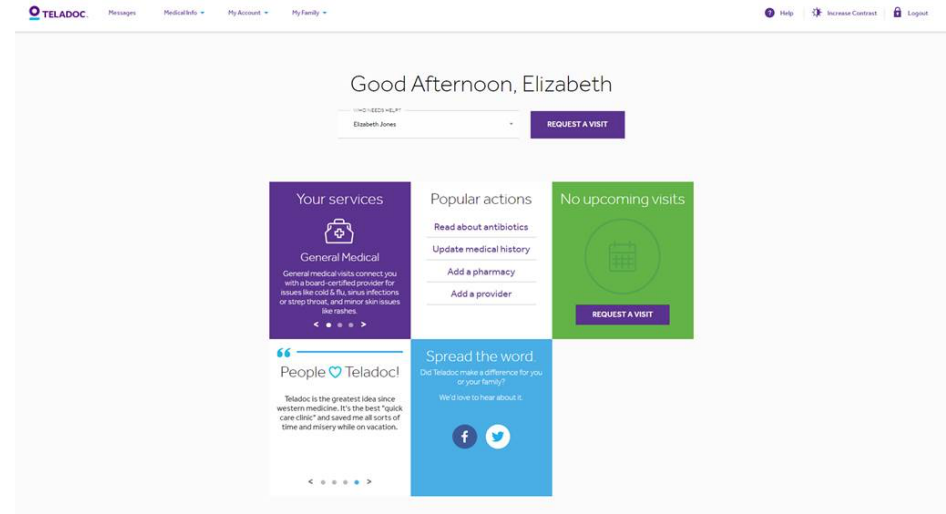 TELADOC.
Messages
Medical Info
My Account
My Family
Help
Increase Contrast
Logout
Good Afternoon, Elizabeth
WHO NEEDS HELP?
Elizabeth Jones
REQUEST A VISIT
Your services
General Medical
General medical visits connect you
with a board-certified provider for
issues like cold & flu, sinus infections
or strep throat, and minor skin issues
like rashes.
Popular actions
Read about antibiotics
Update medical history
Add a pharmacy
Add a provider
No upcoming visits
REQUEST A VISIT
People Teladoc!
Teladoc is the greatest idea since
western medicine. It's the best "quick
care clinic" and saved me all sorts of
time and misery while on vacation.
Spread the word.
Did Teladoc make a difference for you
or your family?
We'd love to hear about it.